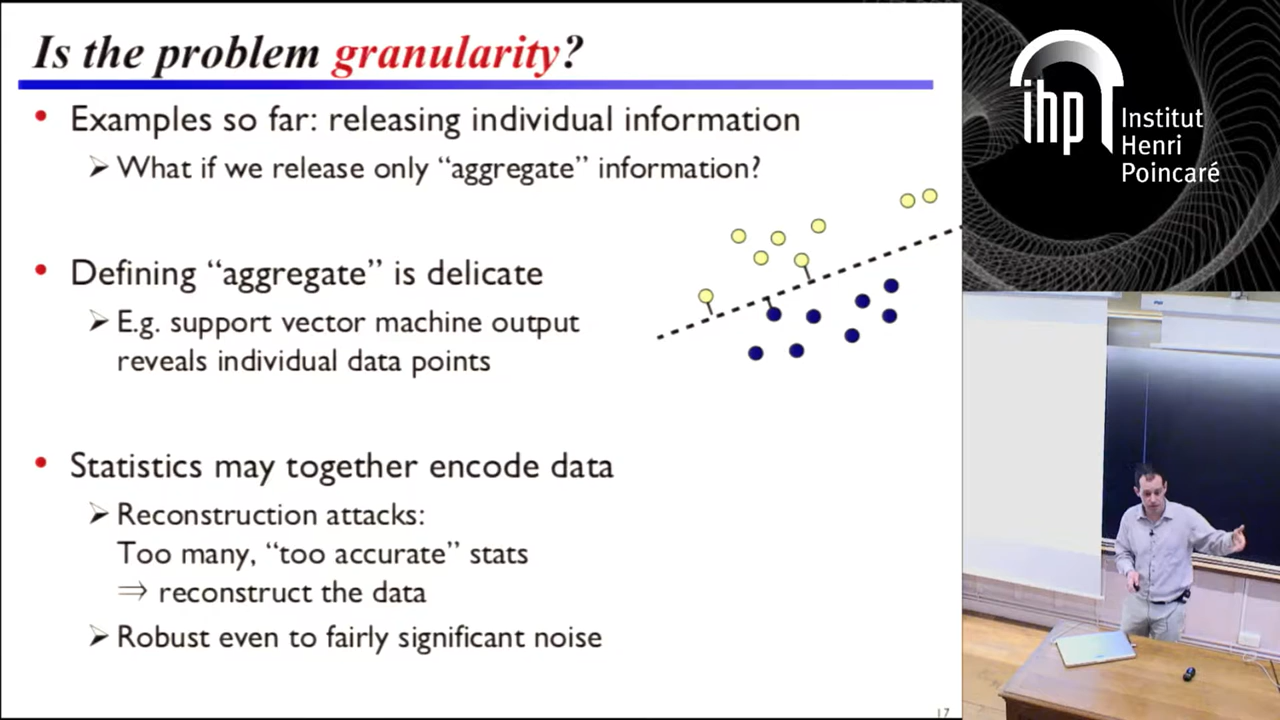 Is the problem granularity?
• Examples so far: releasing individual information
➢ What if we release only “aggregate” information?
• Defining “aggregate” is delicate
➢ E.g. support vector machine output
reveals individual data points
• Statistics may together encode data
➢ Reconstruction attacks:
Too many, “too accurate” stats
⇒ reconstruct the data
➢ Robust even to fairly significant noise
17
ihp
Institut
Henri
Poincaré